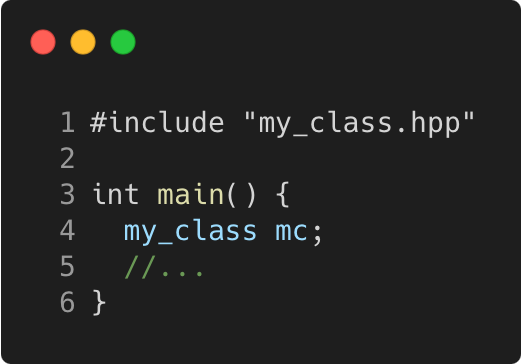 1 #include "my_class.hpp"
2
3 int main() {
4   my_class mc;
5   //...
6 }